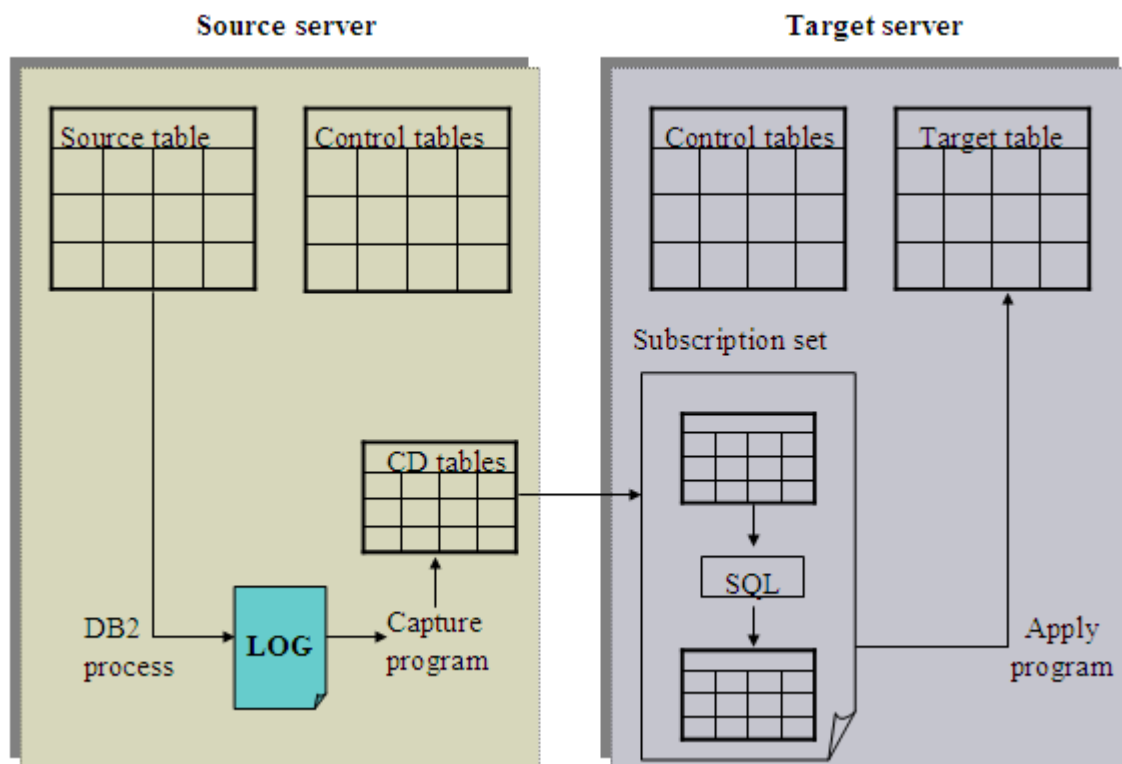 Source server
Target server
Source table
Control tables
Control tables
Target table
Subscription set
CD tables
SQL
DB2
process
LOG
Capture
program
Apply
program